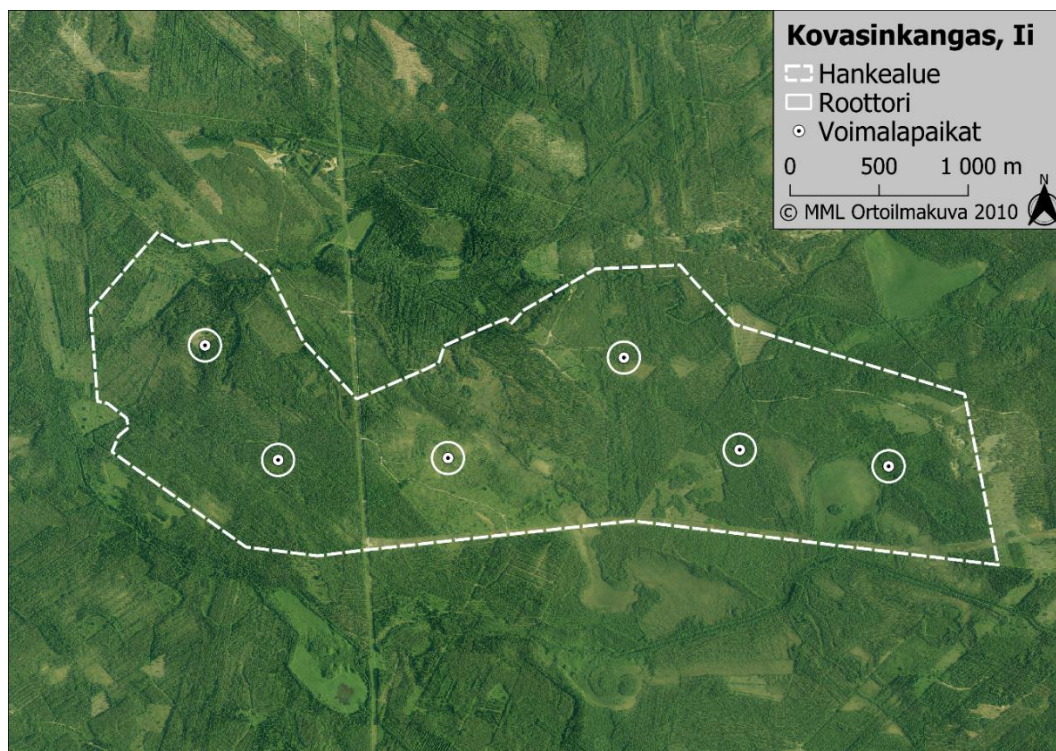 Kovasinkangas, Ii
Hankealue
Roottori
Voimalapaikat
0 500 1 000 m
© MML Ortoilmakuva 2010
N